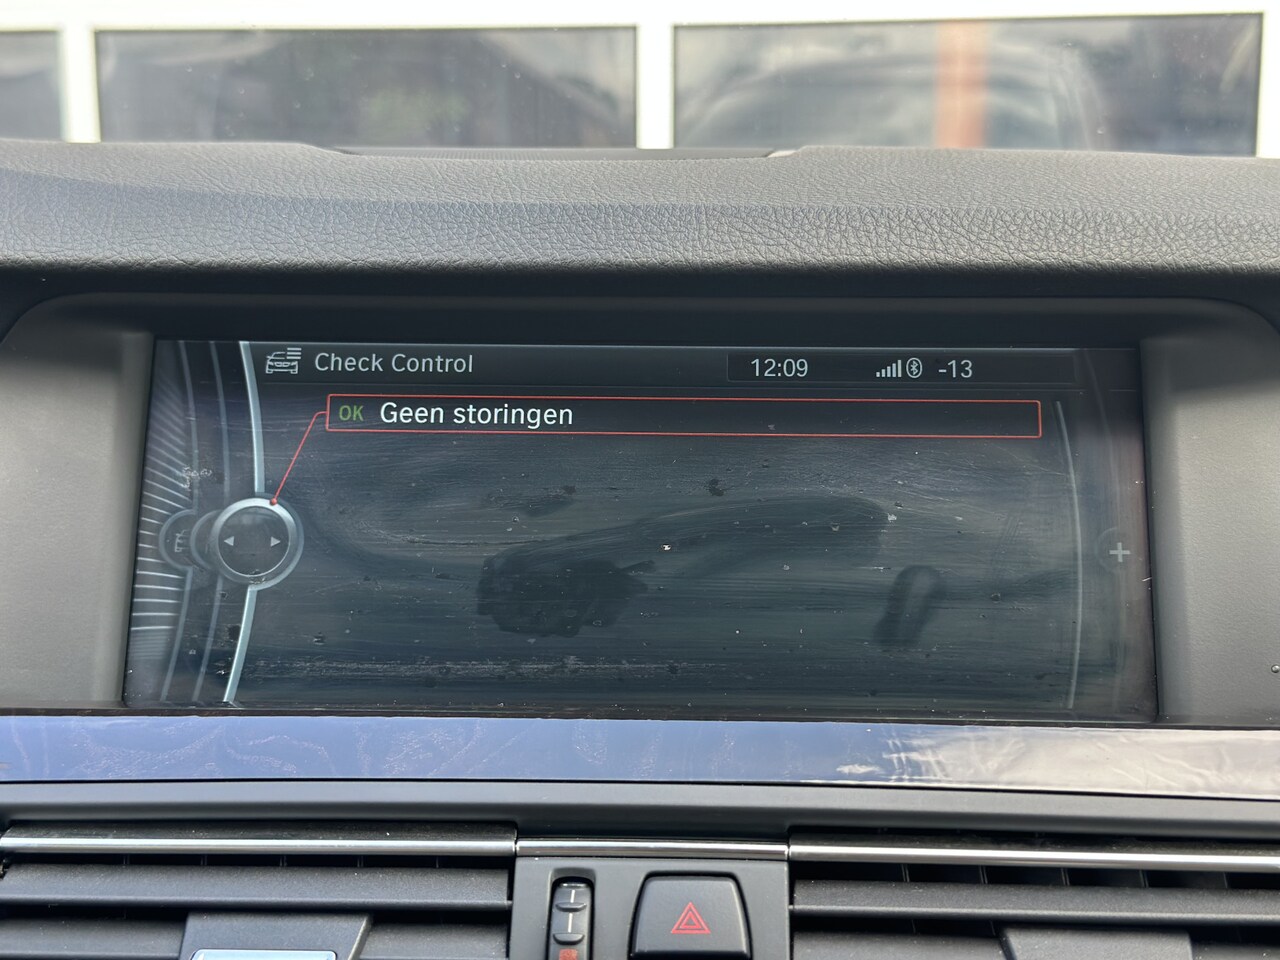 Check Control
12:09 -13
OK Geen storingen